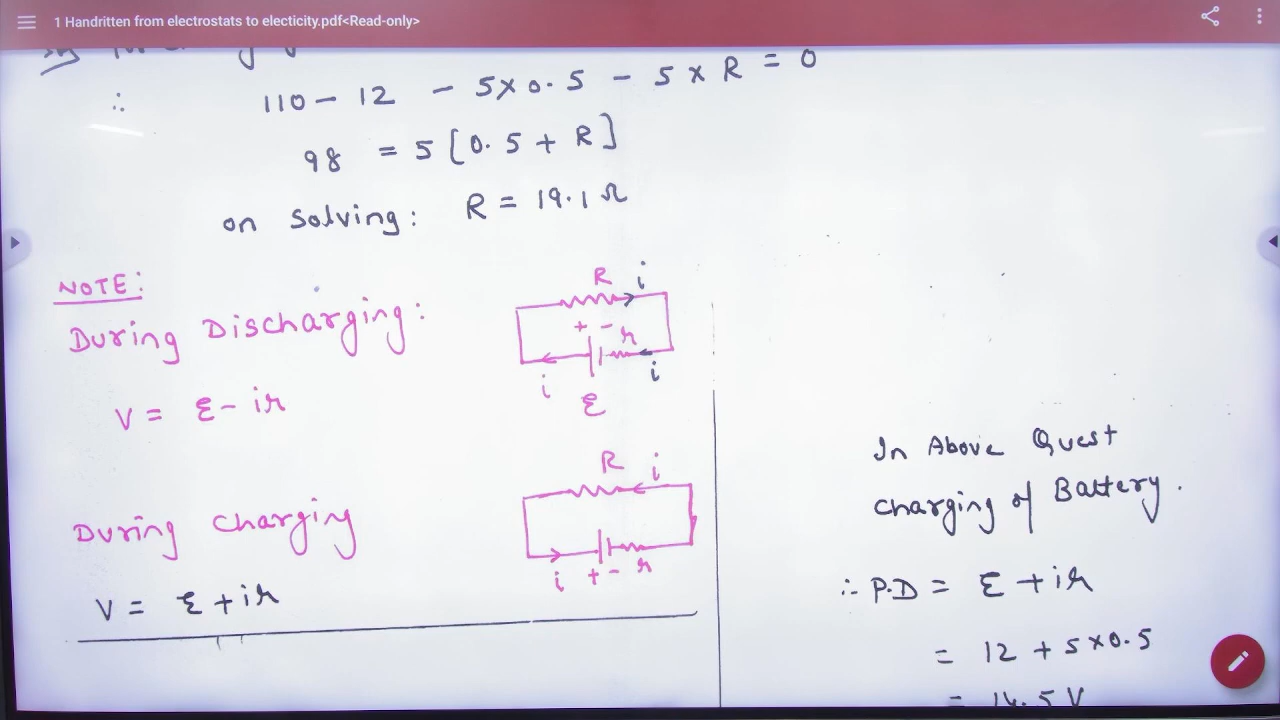 1 Handritten from electrostats to electicity.pdf<Read-only>
∴ 110 - 12 - 5×0.5 - 5×R = 0
98 = 5[0.5 + R]
on solving: R = 19.1 Ω
NOTE:
During Discharging:
V = ε - ir
R i
+ - r
i i
ε
During Charging
V = ε + ir
R i
i + - r
In Above Quest
charging of Battery.
∴ P.D = ε + ir
= 12 + 5×0.5
= 14.5 V